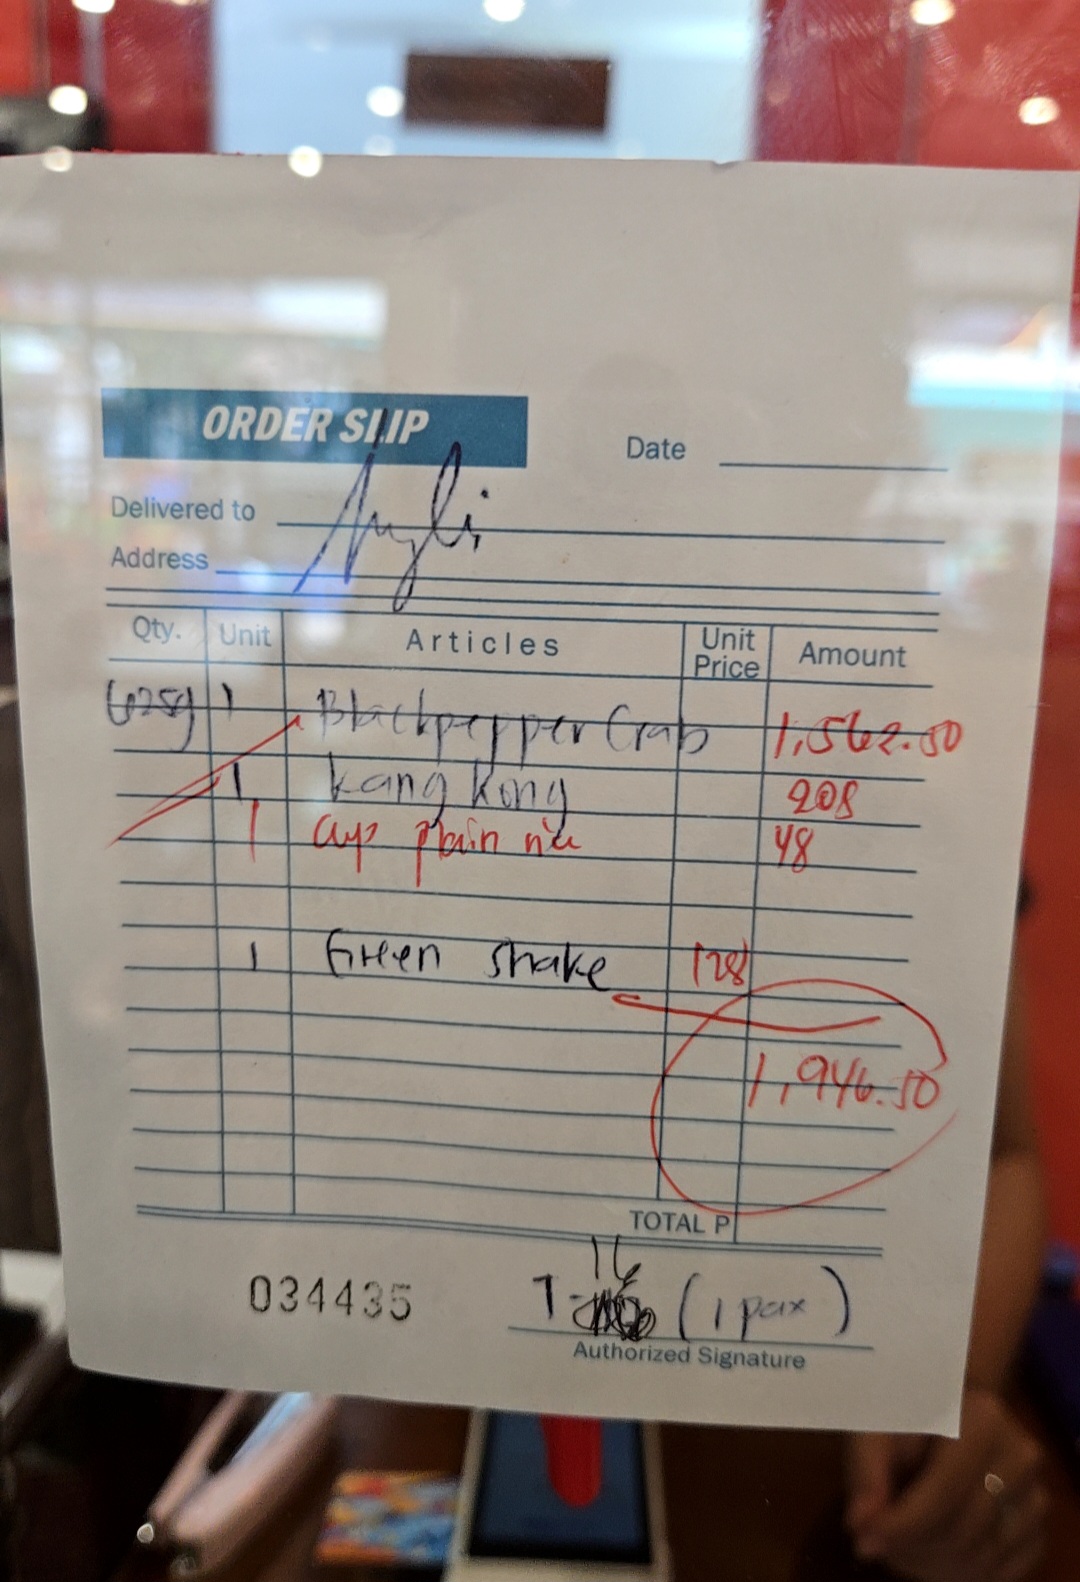 ORDER SLIP
Date
Delivered to
Address
Qty. Unit Articles Unit Price Amount
625g 1 Blackpepper Crab 1,562.50
1 Kang Kong 208
1 cup plain rice 48
1 Green shake 128
1,946.50
TOTAL P
034435
T-16 (1 pax)
Authorized Signature